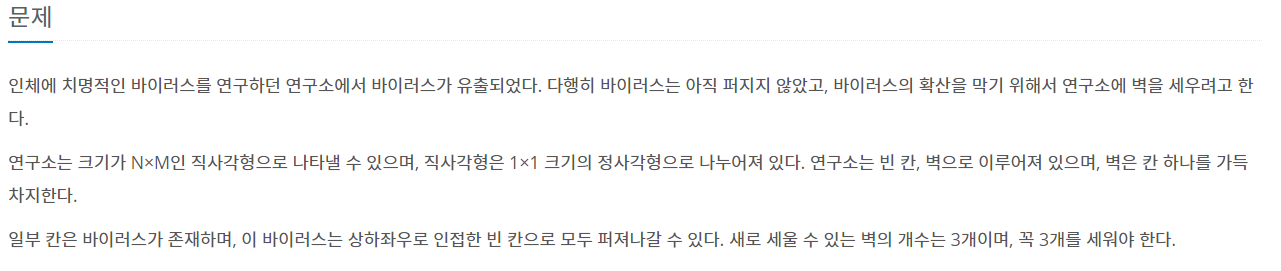 문제
인체에 치명적인 바이러스를 연구하던 연구소에서 바이러스가 유출되었다. 다행히 바이러스는 아직 퍼지지 않았고, 바이러스의 확산을 막기 위해서 연구소에 벽을 세우려고 한
다.
연구소는 크기가 N×M인 직사각형으로 나타낼 수 있으며, 직사각형은 1×1 크기의 정사각형으로 나누어져 있다. 연구소는 빈 칸, 벽으로 이루어져 있으며, 벽은 칸 하나를 가득
차지한다.
일부 칸은 바이러스가 존재하며, 이 바이러스는 상하좌우로 인접한 빈 칸으로 모두 퍼져나갈 수 있다. 새로 세울 수 있는 벽의 개수는 3개이며, 꼭 3개를 세워야 한다.